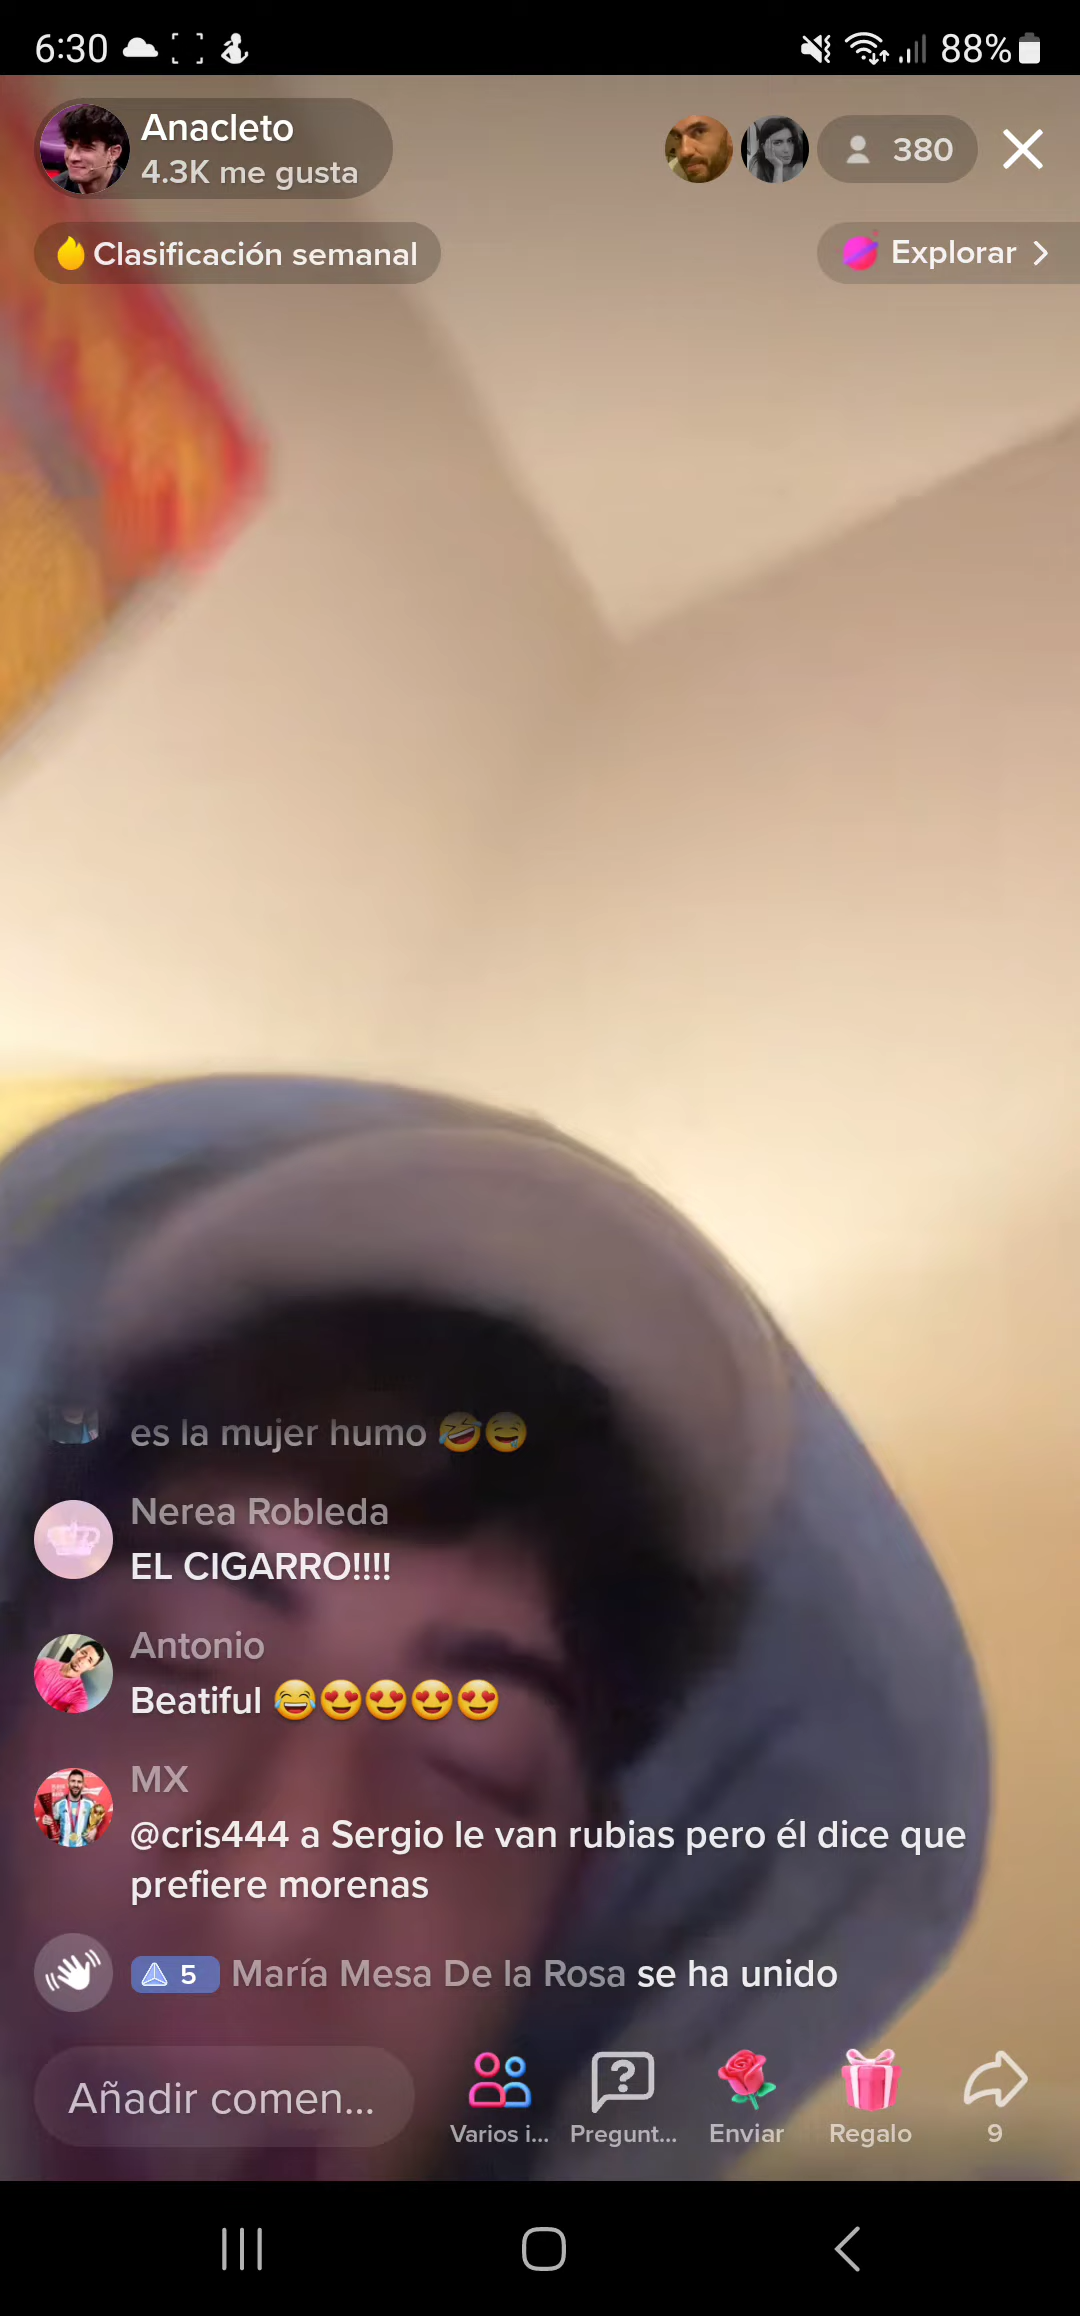 6:30
88%
Anacleto
4.3K me gusta
380
Clasificación semanal
Explorar
es la mujer humo 🤣🤤
Nerea Robleda
EL CIGARRO!!!!
Antonio
Beatiful 😂😍😍😍😍
MX
@cris444 a Sergio le van rubias pero él dice que
prefiere morenas
5 María Mesa De la Rosa se ha unido
Añadir comen...
Varios i... Pregunt... Enviar Regalo 9